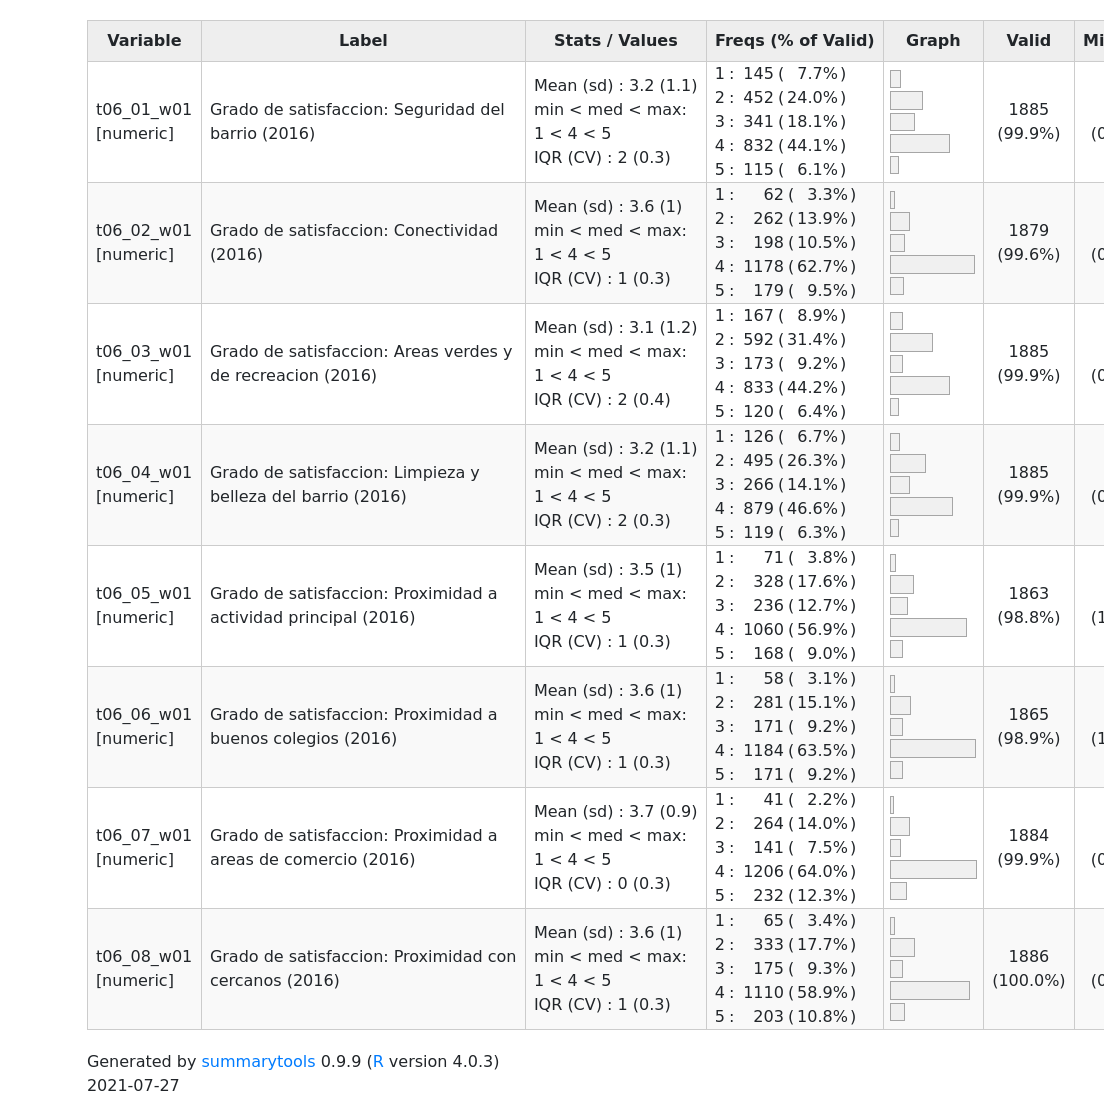 Variable Label Stats / Values Freqs (% of Valid) Graph Valid Mi
t06_01_w01
[numeric]
Grado de satisfaccion: Seguridad del
barrio (2016)
Mean (sd) : 3.2 (1.1)
min < med < max:
1 < 4 < 5
IQR (CV) : 2 (0.3)
1 : 145 ( 7.7%)
2 : 452 (24.0%)
3 : 341 (18.1%)
4 : 832 (44.1%)
5 : 115 ( 6.1%)
1885
(99.9%)
(0
t06_02_w01
[numeric]
Grado de satisfaccion: Conectividad
(2016)
Mean (sd) : 3.6 (1)
min < med < max:
1 < 4 < 5
IQR (CV) : 1 (0.3)
1 : 62 ( 3.3%)
2 : 262 (13.9%)
3 : 198 (10.5%)
4 : 1178 (62.7%)
5 : 179 ( 9.5%)
1879
(99.6%)
(0
t06_03_w01
[numeric]
Grado de satisfaccion: Areas verdes y
de recreacion (2016)
Mean (sd) : 3.1 (1.2)
min < med < max:
1 < 4 < 5
IQR (CV) : 2 (0.4)
1 : 167 ( 8.9%)
2 : 592 (31.4%)
3 : 173 ( 9.2%)
4 : 833 (44.2%)
5 : 120 ( 6.4%)
1885
(99.9%)
(0
t06_04_w01
[numeric]
Grado de satisfaccion: Limpieza y
belleza del barrio (2016)
Mean (sd) : 3.2 (1.1)
min < med < max:
1 < 4 < 5
IQR (CV) : 2 (0.3)
1 : 126 ( 6.7%)
2 : 495 (26.3%)
3 : 266 (14.1%)
4 : 879 (46.6%)
5 : 119 ( 6.3%)
1885
(99.9%)
(0
t06_05_w01
[numeric]
Grado de satisfaccion: Proximidad a
actividad principal (2016)
Mean (sd) : 3.5 (1)
min < med < max:
1 < 4 < 5
IQR (CV) : 1 (0.3)
1 : 71 ( 3.8%)
2 : 328 (17.6%)
3 : 236 (12.7%)
4 : 1060 (56.9%)
5 : 168 ( 9.0%)
1863
(98.8%)
(1
t06_06_w01
[numeric]
Grado de satisfaccion: Proximidad a
buenos colegios (2016)
Mean (sd) : 3.6 (1)
min < med < max:
1 < 4 < 5
IQR (CV) : 1 (0.3)
1 : 58 ( 3.1%)
2 : 281 (15.1%)
3 : 171 ( 9.2%)
4 : 1184 (63.5%)
5 : 171 ( 9.2%)
1865
(98.9%)
(1
t06_07_w01
[numeric]
Grado de satisfaccion: Proximidad a
areas de comercio (2016)
Mean (sd) : 3.7 (0.9)
min < med < max:
1 < 4 < 5
IQR (CV) : 0 (0.3)
1 : 41 ( 2.2%)
2 : 264 (14.0%)
3 : 141 ( 7.5%)
4 : 1206 (64.0%)
5 : 232 (12.3%)
1884
(99.9%)
(0
t06_08_w01
[numeric]
Grado de satisfaccion: Proximidad con
cercanos (2016)
Mean (sd) : 3.6 (1)
min < med < max:
1 < 4 < 5
IQR (CV) : 1 (0.3)
1 : 65 ( 3.4%)
2 : 333 (17.7%)
3 : 175 ( 9.3%)
4 : 1110 (58.9%)
5 : 203 (10.8%)
1886
(100.0%)
(0
Generated by summarytools 0.9.9 (R version 4.0.3)
2021-07-27